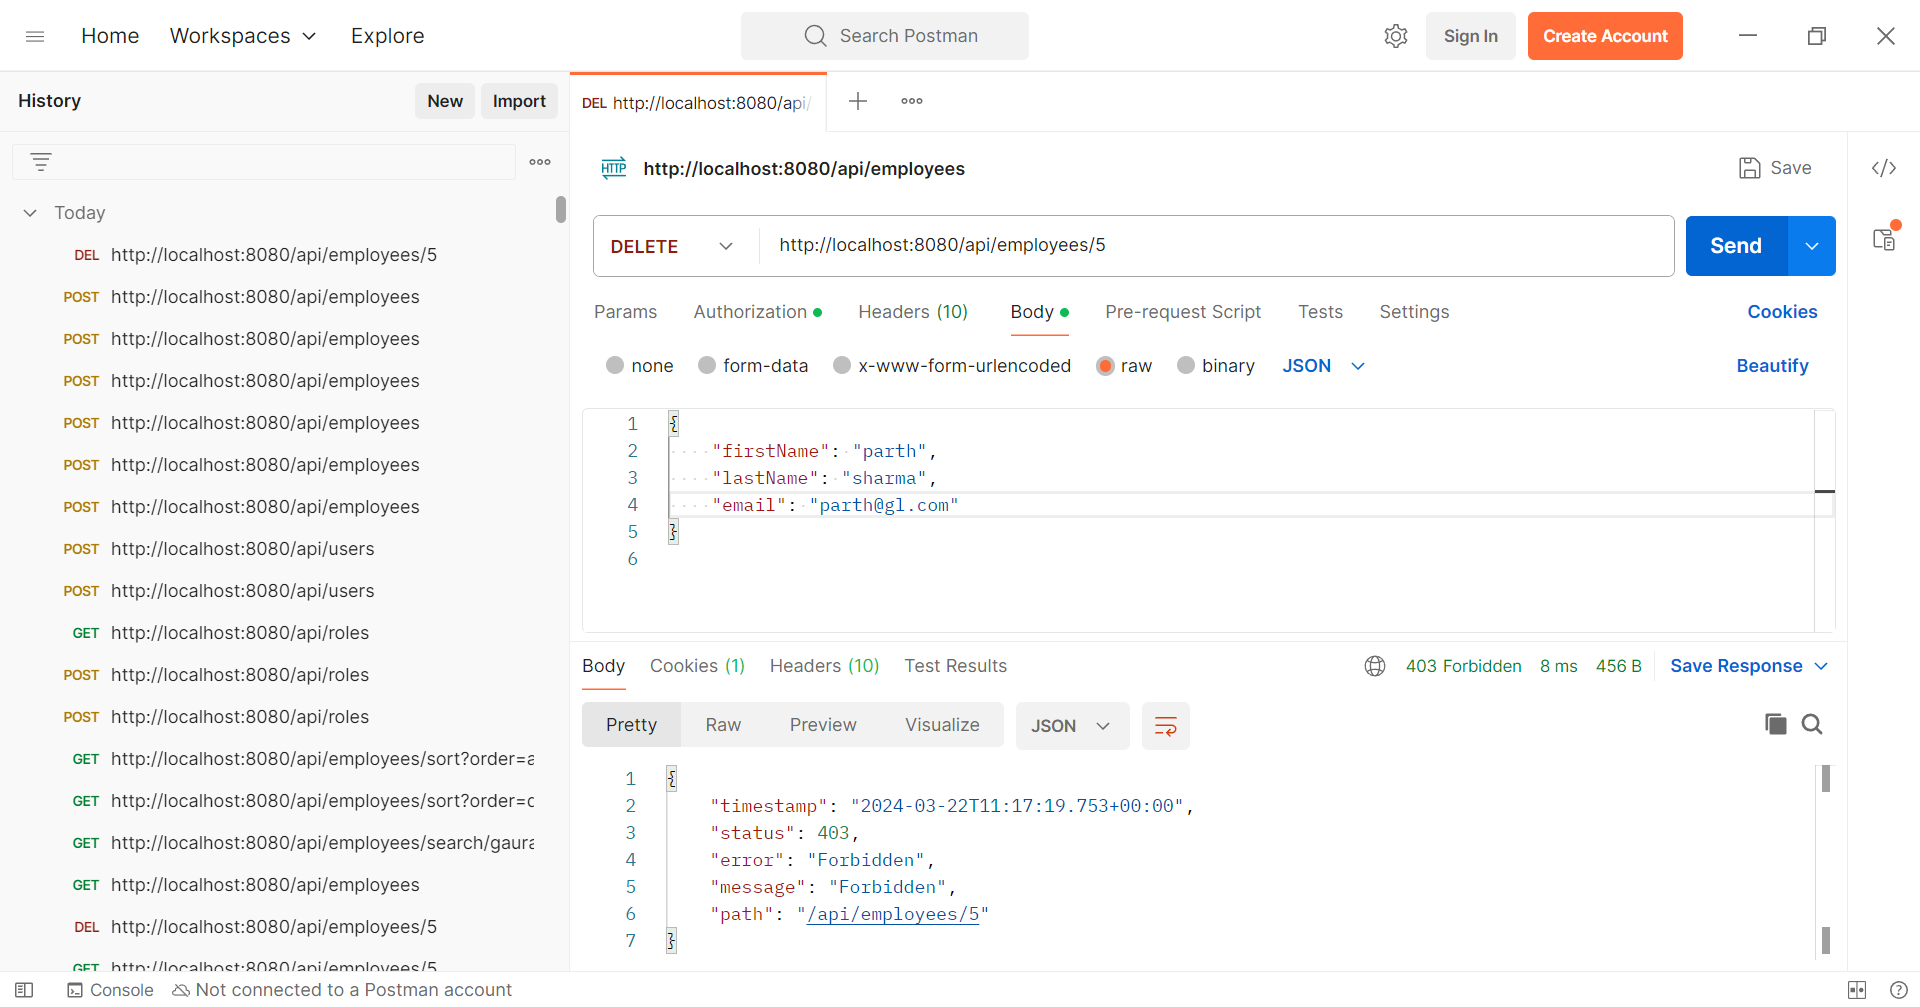 Home Workspaces Explore
Search Postman
Sign In Create Account
History New Import
DEL http://localhost:8080/api/
http://localhost:8080/api/employees Save
Today
DEL http://localhost:8080/api/employees/5
POST http://localhost:8080/api/employees
POST http://localhost:8080/api/employees
POST http://localhost:8080/api/employees
POST http://localhost:8080/api/employees
POST http://localhost:8080/api/employees
POST http://localhost:8080/api/employees
POST http://localhost:8080/api/users
POST http://localhost:8080/api/users
GET http://localhost:8080/api/roles
POST http://localhost:8080/api/roles
POST http://localhost:8080/api/roles
GET http://localhost:8080/api/employees/sort?order=a
GET http://localhost:8080/api/employees/sort?order=d
GET http://localhost:8080/api/employees/search/gaura
GET http://localhost:8080/api/employees
DEL http://localhost:8080/api/employees/5
GET http://localhost:8080/api/employees/5
HTTP
DELETE http://localhost:8080/api/employees/5 Send
Params Authorization Headers (10) Body Pre-request Script Tests Settings Cookies
none form-data x-www-form-urlencoded raw binary JSON Beautify
1 {
2 "firstName": "parth",
3 "lastName": "sharma",
4 "email": "parth@gl.com"
5 }
6
Body Cookies (1) Headers (10) Test Results 403 Forbidden 8 ms 456 B Save Response
Pretty Raw Preview Visualize JSON
1 {
2 "timestamp": "2024-03-22T11:17:19.753+00:00",
3 "status": 403,
4 "error": "Forbidden",
5 "message": "Forbidden",
6 "path": "/api/employees/5"
7 }
Console Not connected to a Postman account